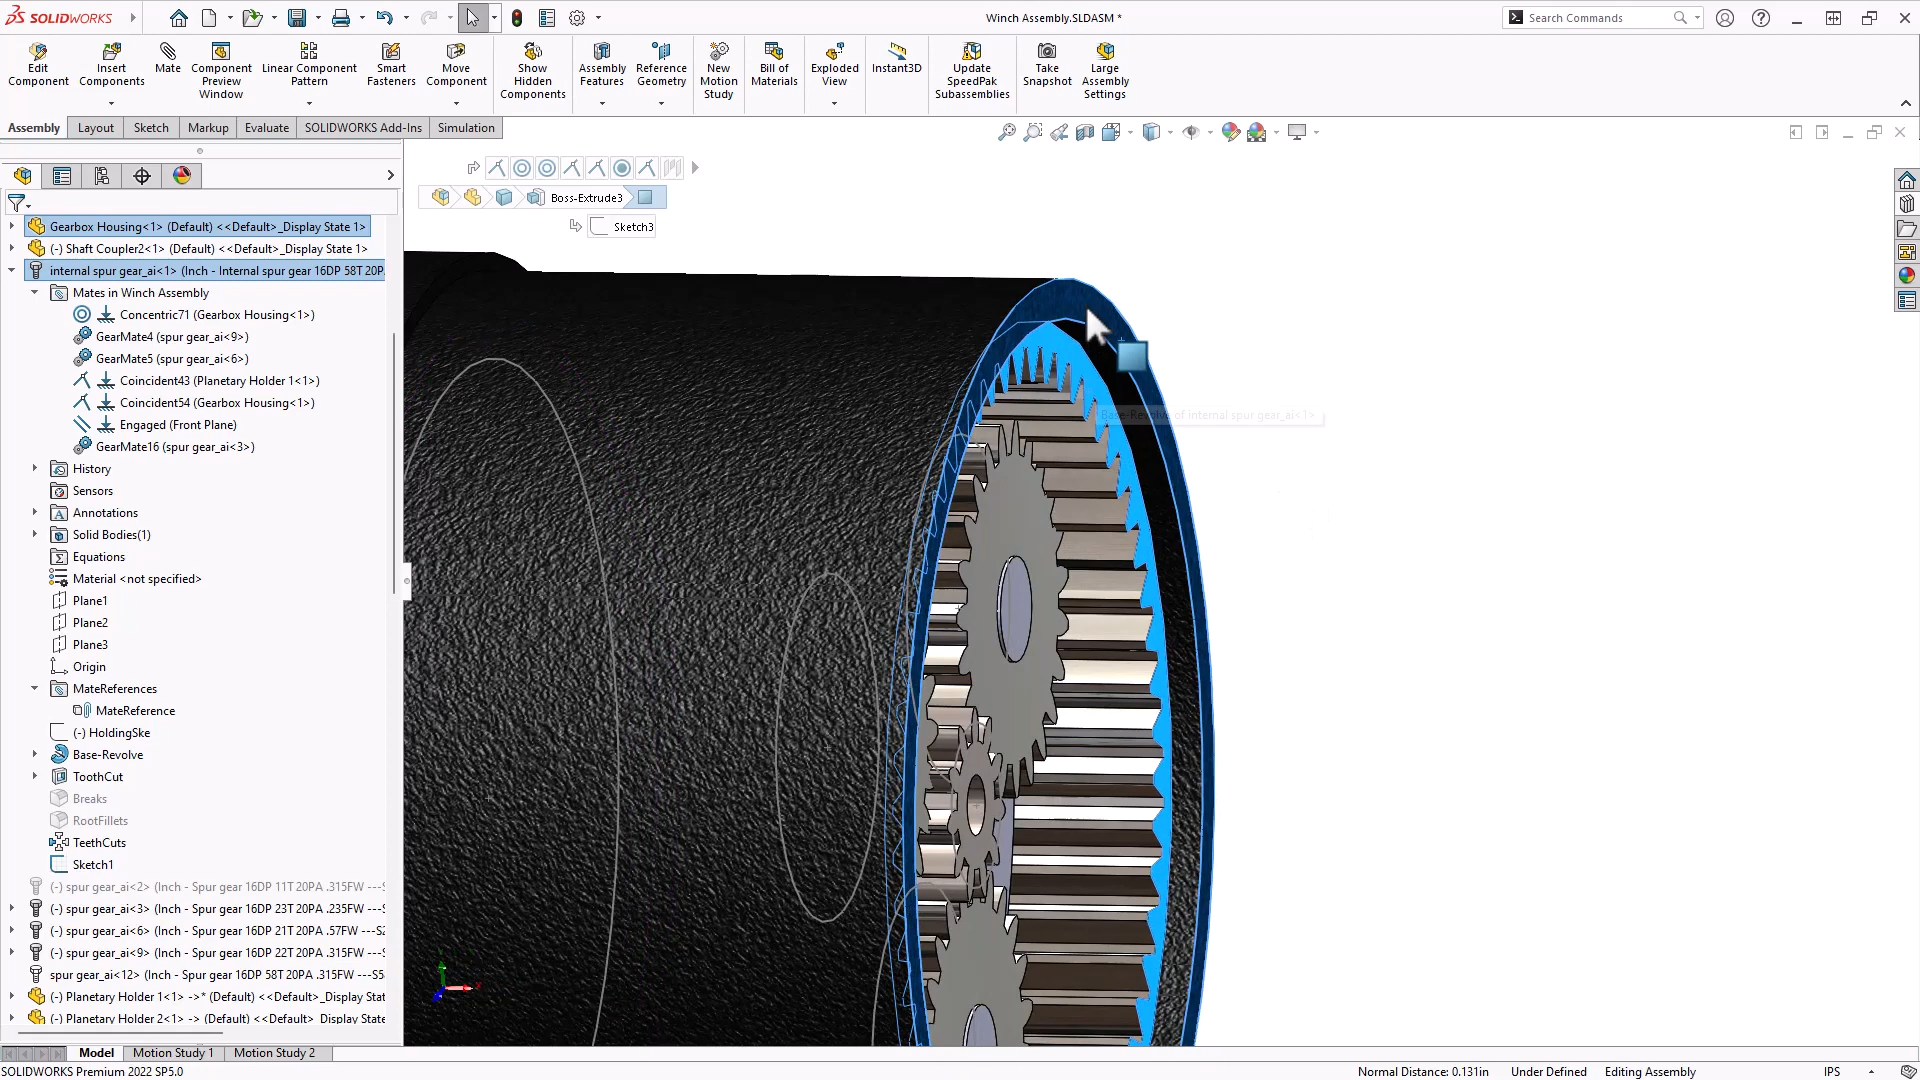 SOLIDWORKS
Winch Assembly.SLDASM *
Search Commands
Edit Component
Insert Components
Mate
Component Preview Window
Linear Component Pattern
Smart Fasteners
Move Component
Show Hidden Components
Assembly Features
Reference Geometry
New Motion Study
Bill of Materials
Exploded View
Instant3D
Update SpeedPak Subassemblies
Take Snapshot
Large Assembly Settings
Assembly
Layout
Sketch
Markup
Evaluate
SOLIDWORKS Add-Ins
Simulation
Boss-Extrude3
Sketch3
Gearbox Housing<1> (Default) <<Default>_Display State 1>
(-) Shaft Coupler2<1> (Default) <<Default>_Display State 1>
internal spur gear_ai<1> (Inch - Internal spur gear 16DP 58T 20P
Mates in Winch Assembly
Concentric71 (Gearbox Housing<1>)
GearMate4 (spur gear_ai<9>)
GearMate5 (spur gear_ai<6>)
Coincident43 (Planetary Holder 1<1>)
Coincident54 (Gearbox Housing<1>)
Engaged (Front Plane)
GearMate16 (spur gear_ai<3>)
History
Sensors
Annotations
Solid Bodies(1)
Equations
Material <not specified>
Plane1
Plane2
Plane3
Origin
MateReferences
MateReference
(-) HoldingSke
Base-Revolve
ToothCut
Breaks
RootFillets
TeethCuts
Sketch1
(-) spur gear_ai<2> (Inch - Spur gear 16DP 11T 20PA .315FW ---S
(-) spur gear_ai<3> (Inch - Spur gear 16DP 23T 20PA .235FW ---S
(-) spur gear_ai<6> (Inch - Spur gear 16DP 21T 20PA .57FW ---S2
(-) spur gear_ai<9> (Inch - Spur gear 16DP 22T 20PA .315FW ---S
spur gear_ai<12> (Inch - Spur gear 16DP 58T 20PA .315FW ---S5
(-) Planetary Holder 1<1> ->* (Default) <<Default>_Display State
(-) Planetary Holder 2<1> -> (Default) <<Default>_Display State
Base-Revolve of internal spur gear_ai<1>
Model
Motion Study 1
Motion Study 2
SOLIDWORKS Premium 2022 SP5.0
Normal Distance: 0.131in
Under Defined
Editing Assembly
IPS